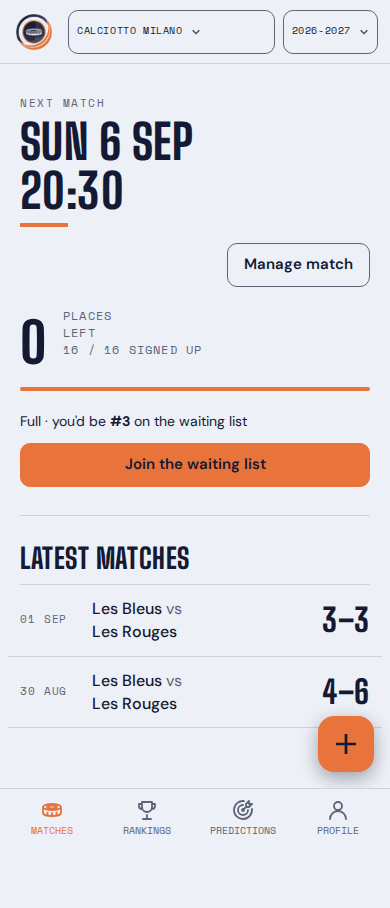 CALCIOTTO MILANO
2026-2027
NEXT MATCH
SUN 6 SEP
20:30
Manage match
0
PLACES
LEFT
16 / 16 SIGNED UP
Full · you'd be #3 on the waiting list
Join the waiting list
LATEST MATCHES
01 SEP
Les Bleus vs
Les Rouges
3–3
30 AUG
Les Bleus vs
Les Rouges
4–6
MATCHES
RANKINGS
PREDICTIONS
PROFILE